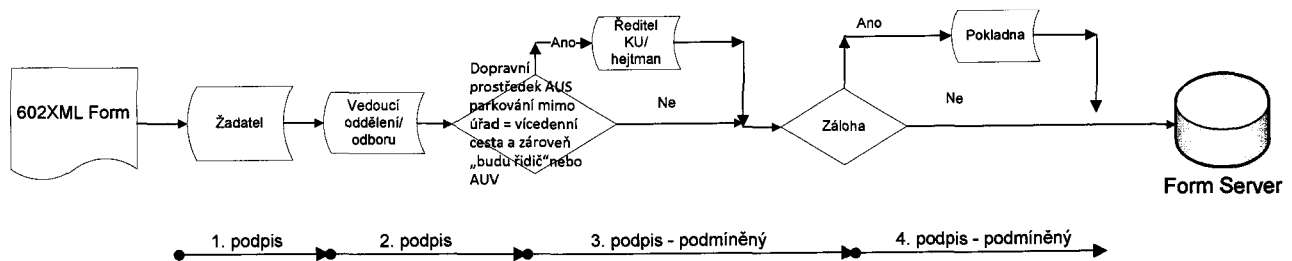 602XML Form
Žadatel
Vedoucí
oddělení/
odboru
Dopravní
prostředek AUS
parkování mimo
úřad = vícedenní
cesta a zároveň
„budu řidič“nebo
AUV
Ano
Ředitel
KU/
hejtman
Ne
Záloha
Ano
Pokladna
Ne
Form Server
1. podpis
2. podpis
3. podpis - podmíněný
4. podpis - podmíněný